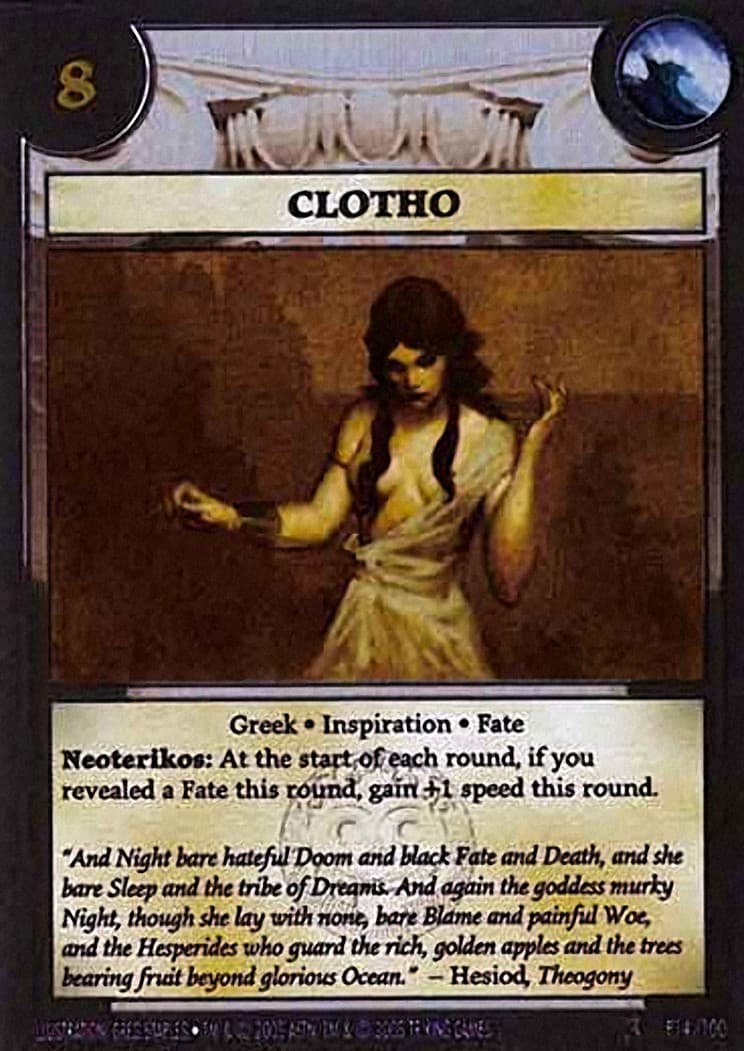 8
CLOTHO
Greek • Inspiration • Fate
Neoterikos: At the start of each round, if you
revealed a Fate this round, gain +1 speed this round.
"And Night bare hateful Doom and black Fate and Death, and she
bare Sleep and the tribe of Dreams. And again the goddess murky
Night, though she lay with none, bare Blame and painful Woe,
and the Hesperides who guard the rich, golden apples and the trees
bearing fruit beyond glorious Ocean." – Hesiod, Theogony